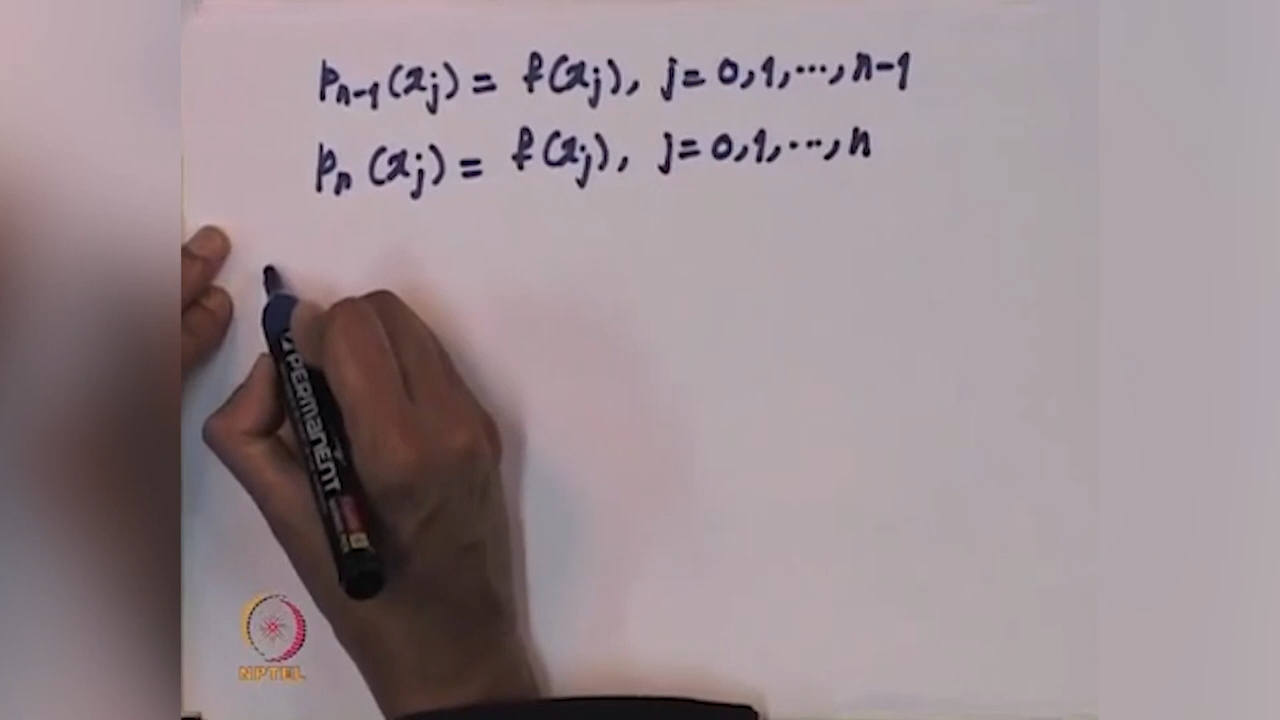 p_{n-1}(x_j) = f(x_j), j = 0, 1, ..., n-1
p_n(x_j) = f(x_j), j = 0, 1, ..., n
PERMANENT
NPTEL